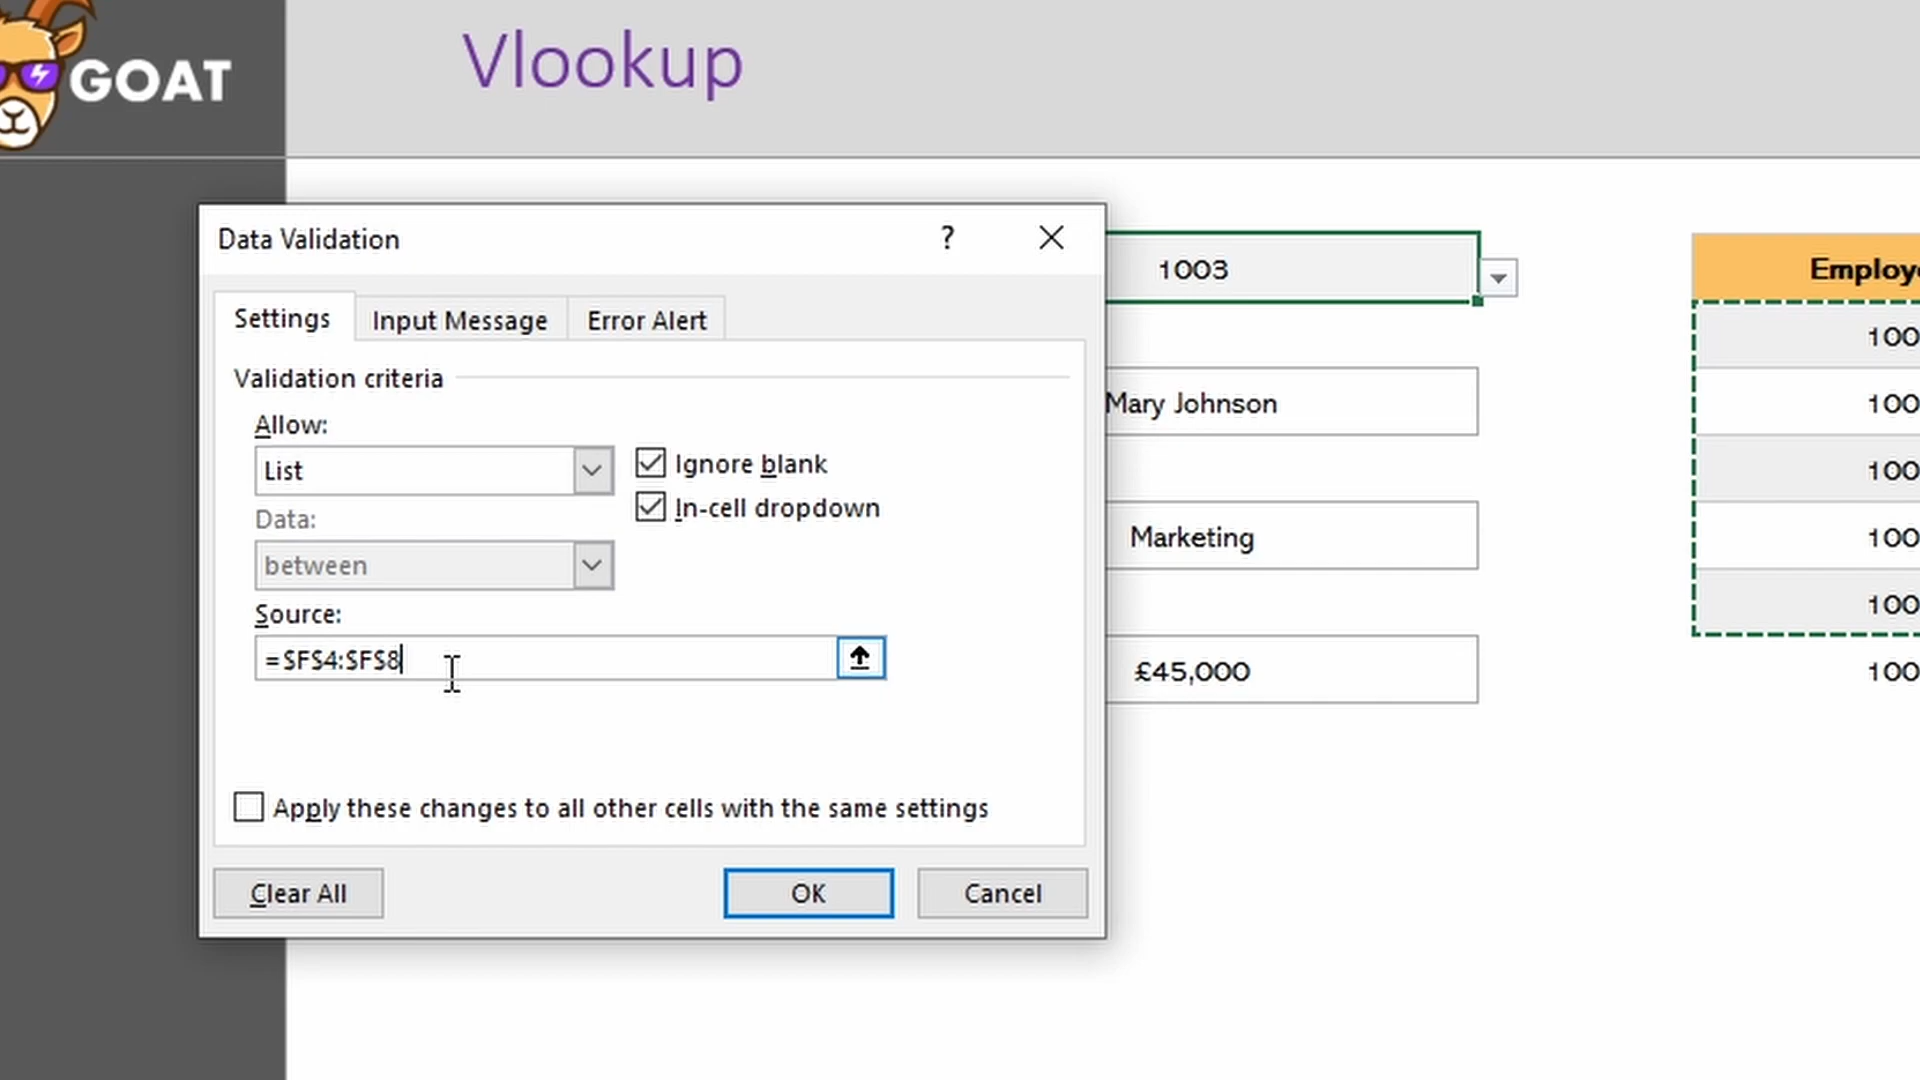 GOAT
Vlookup
Data Validation
?
Settings
Input Message
Error Alert
Validation criteria
Allow:
List
Ignore blank
In-cell dropdown
Data:
between
Source:
=$F$4:$F$8
Apply these changes to all other cells with the same settings
Clear All
OK
Cancel
1003
Mary Johnson
Marketing
£45,000
Employe
100
100
100
100
100
100